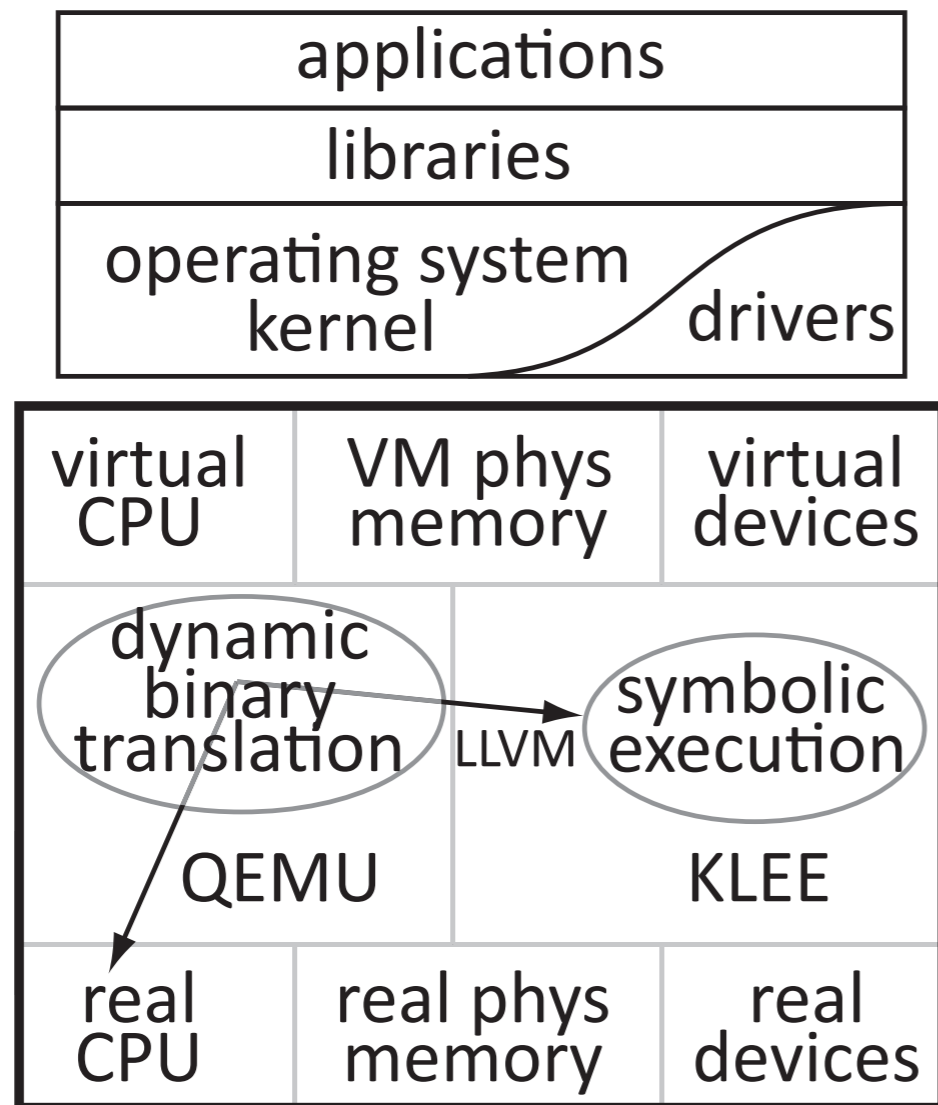 applications
libraries
operating system
kernel
drivers
virtual
CPU
VM phys
memory
virtual
devices
dynamic
binary
translation
LLVM
symbolic
execution
QEMU
KLEE
real
CPU
real phys
memory
real
devices